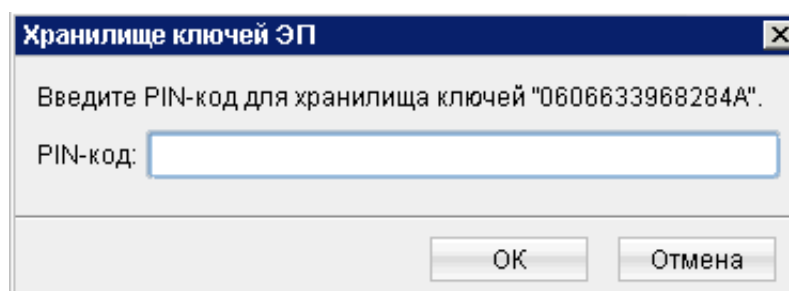 Хранилище ключей ЭП
Введите PIN-код для хранилища ключей "0606633968284A".
PIN-код:
ОК
Отмена